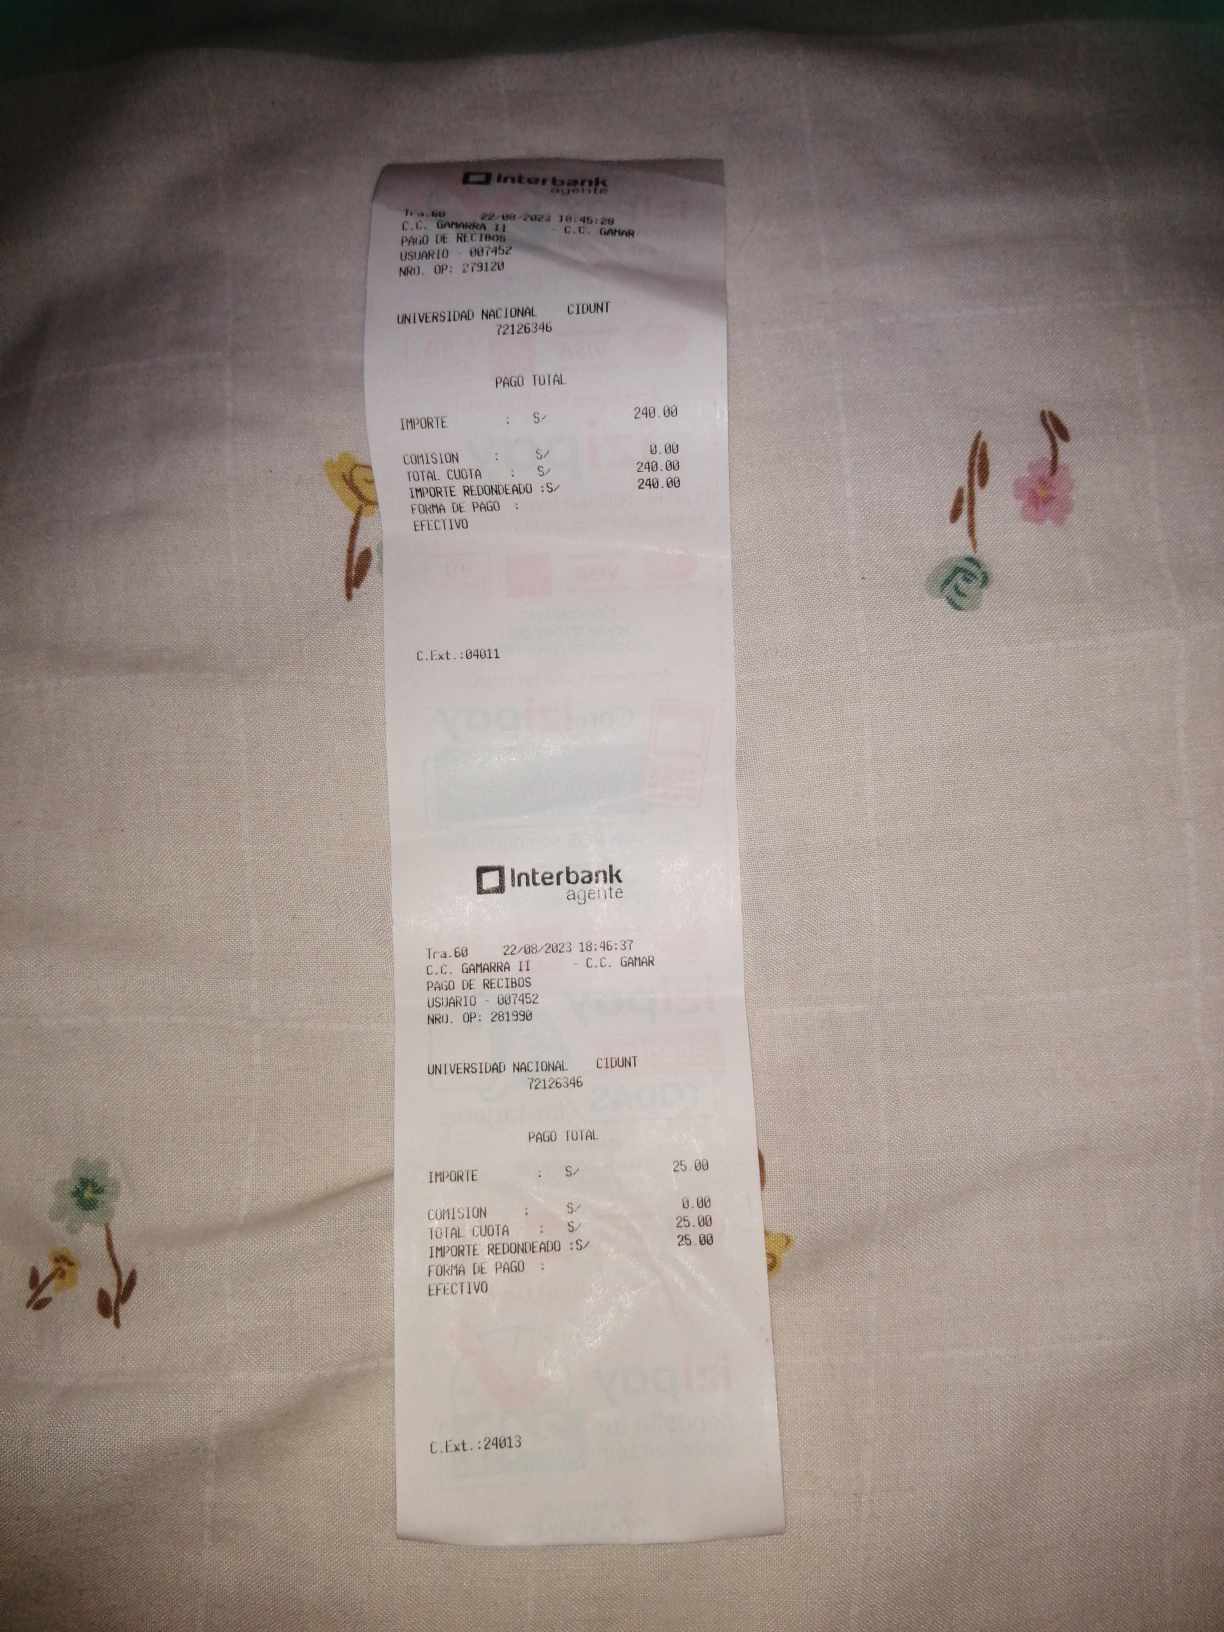 Interbank
agente
Tra.60 22/08/2023 18:45:28
C.C. GAMARRA II - C.C. GAMAR
PAGO DE RECIBOS
USUARIO - 007452
NRO. OP: 279120
UNIVERSIDAD NACIONAL CIDUNT
72126346
PAGO TOTAL
IMPORTE : S/ 240.00
COMISION : S/ 0.00
TOTAL CUOTA : S/ 240.00
IMPORTE REDONDEADO :S/ 240.00
FORMA DE PAGO :
EFECTIVO
C.Ext.:04011
Interbank
agente
Tra.60 22/08/2023 18:46:37
C.C. GAMARRA II - C.C. GAMAR
PAGO DE RECIBOS
USUARIO - 007452
NRO. OP: 281990
UNIVERSIDAD NACIONAL CIDUNT
72126346
PAGO TOTAL
IMPORTE : S/ 25.00
COMISION : S/ 0.00
TOTAL CUOTA : S/ 25.00
IMPORTE REDONDEADO :S/ 25.00
FORMA DE PAGO :
EFECTIVO
C.Ext.:24013